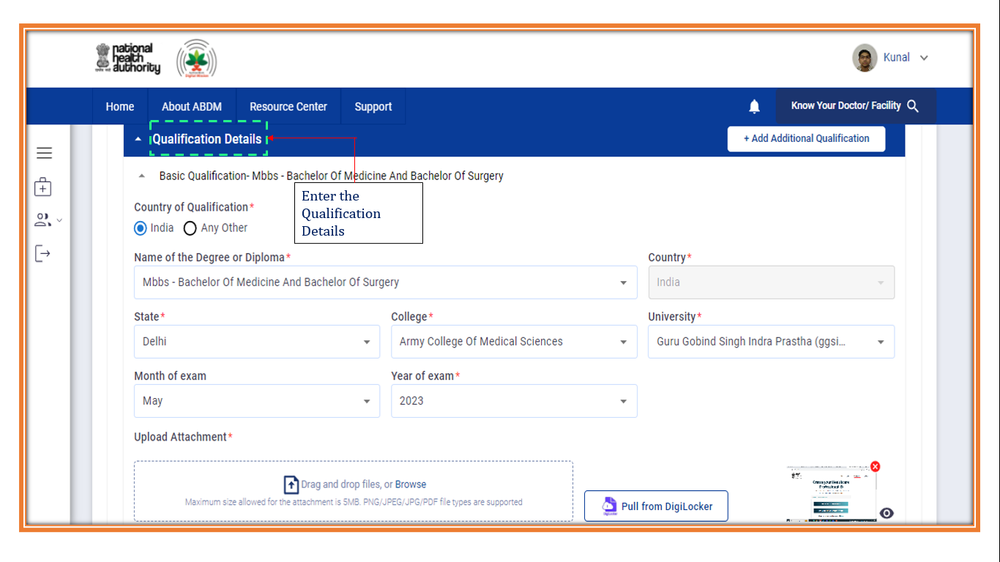 national
health
authority
Kunal
Home
About ABDM
Resource Center
Support
Know Your Doctor/ Facility
Qualification Details
+ Add Additional Qualification
Basic Qualification- Mbbs - Bachelor Of Medicine And Bachelor Of Surgery
Enter the
Qualification
Details
Country of Qualification*
India
Any Other
Name of the Degree or Diploma*
Country*
Mbbs - Bachelor Of Medicine And Bachelor Of Surgery
India
State*
College*
University*
Delhi
Army College Of Medical Sciences
Guru Gobind Singh Indra Prastha (ggsi...
Month of exam
Year of exam*
May
2023
Upload Attachment*
Drag and drop files, or Browse
Maximum size allowed for the attachment is 5MB. PNG/JPEG/JPG/PDF file types are supported
Pull from DigiLocker